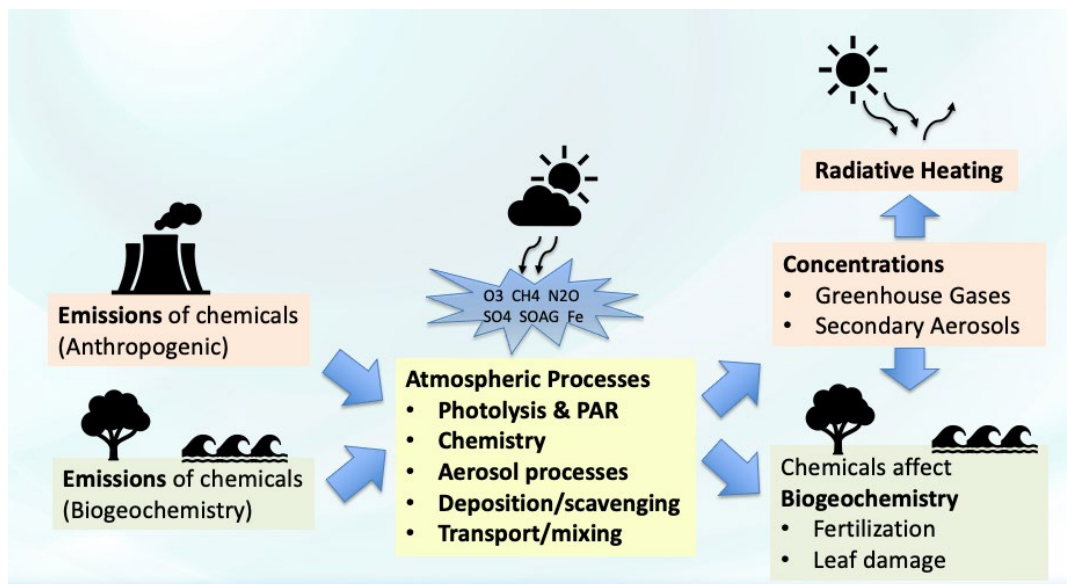 Emissions of chemicals
(Anthropogenic)
Emissions of chemicals
(Biogeochemistry)
O3 CH4 N2O
SO4 SOAG Fe
Atmospheric Processes
• Photolysis & PAR
• Chemistry
• Aerosol processes
• Deposition/scavenging
• Transport/mixing
Radiative Heating
Concentrations
• Greenhouse Gases
• Secondary Aerosols
Chemicals affect
Biogeochemistry
• Fertilization
• Leaf damage